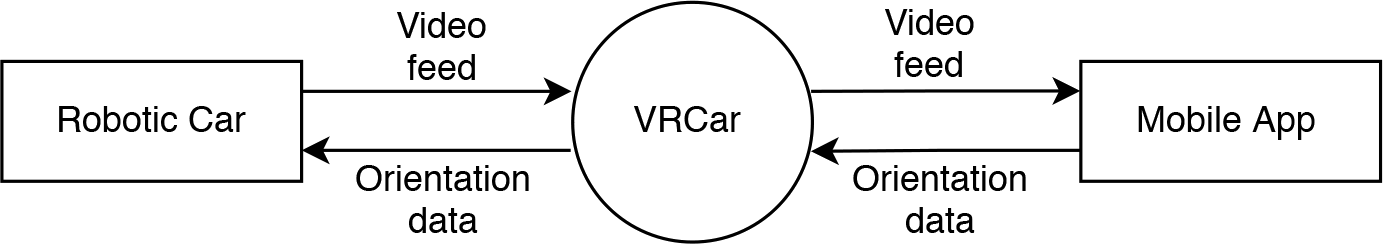 Video
feed
Video
feed
Robotic Car
VRCar
Mobile App
Orientation
data
Orientation
data